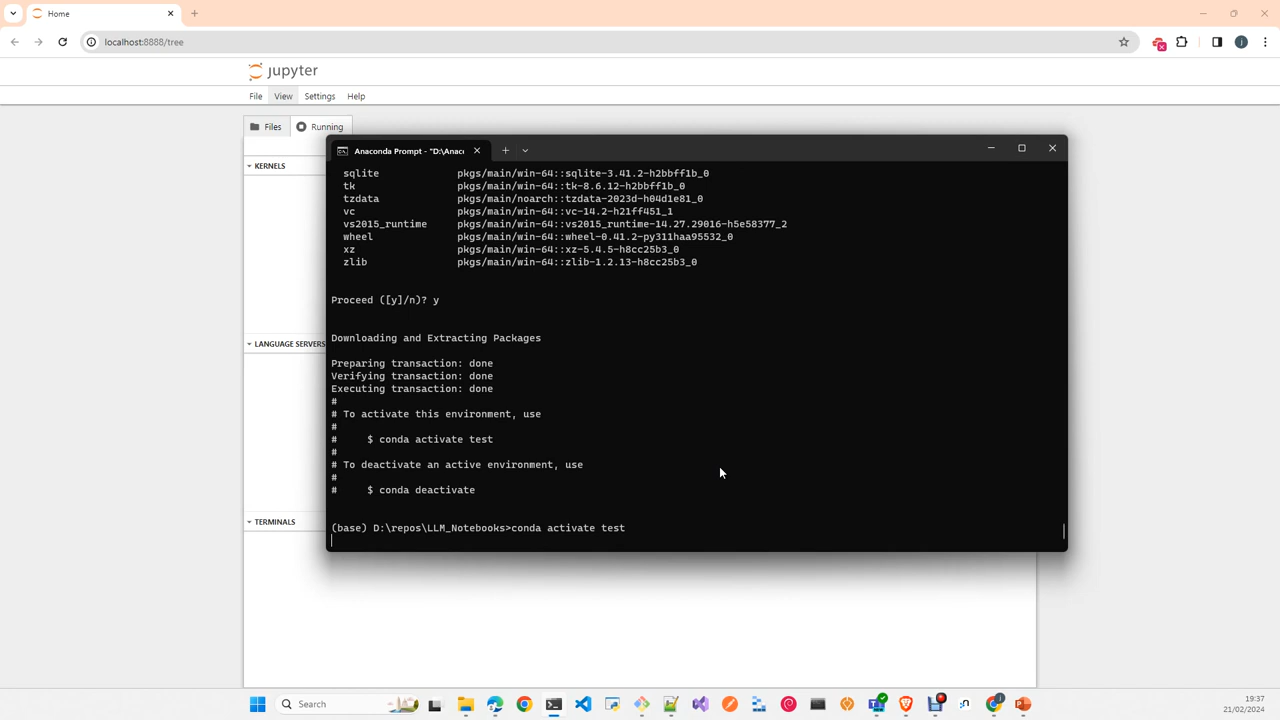 Home
localhost:8888/tree
jupyter
File View Settings Help
Files Running
KERNELS
LANGUAGE SERVERS
TERMINALS
Anaconda Prompt - "D:\Anac
sqlite pkgs/main/win-64::sqlite-3.41.2-h2bbff1b_0
tk pkgs/main/win-64::tk-8.6.12-h2bbff1b_0
tzdata pkgs/main/noarch::tzdata-2023d-h04d1e81_0
vc pkgs/main/win-64::vc-14.2-h21ff451_1
vs2015_runtime pkgs/main/win-64::vs2015_runtime-14.27.29016-h5e58377_2
wheel pkgs/main/win-64::wheel-0.41.2-py311haa95532_0
xz pkgs/main/win-64::xz-5.4.5-h8cc25b3_0
zlib pkgs/main/win-64::zlib-1.2.13-h8cc25b3_0
Proceed ([y]/n)? y
Downloading and Extracting Packages
Preparing transaction: done
Verifying transaction: done
Executing transaction: done
#
# To activate this environment, use
#
# $ conda activate test
#
# To deactivate an active environment, use
#
# $ conda deactivate
(base) D:\repos\LLM_Notebooks>conda activate test
Search
19:37
21/02/2024